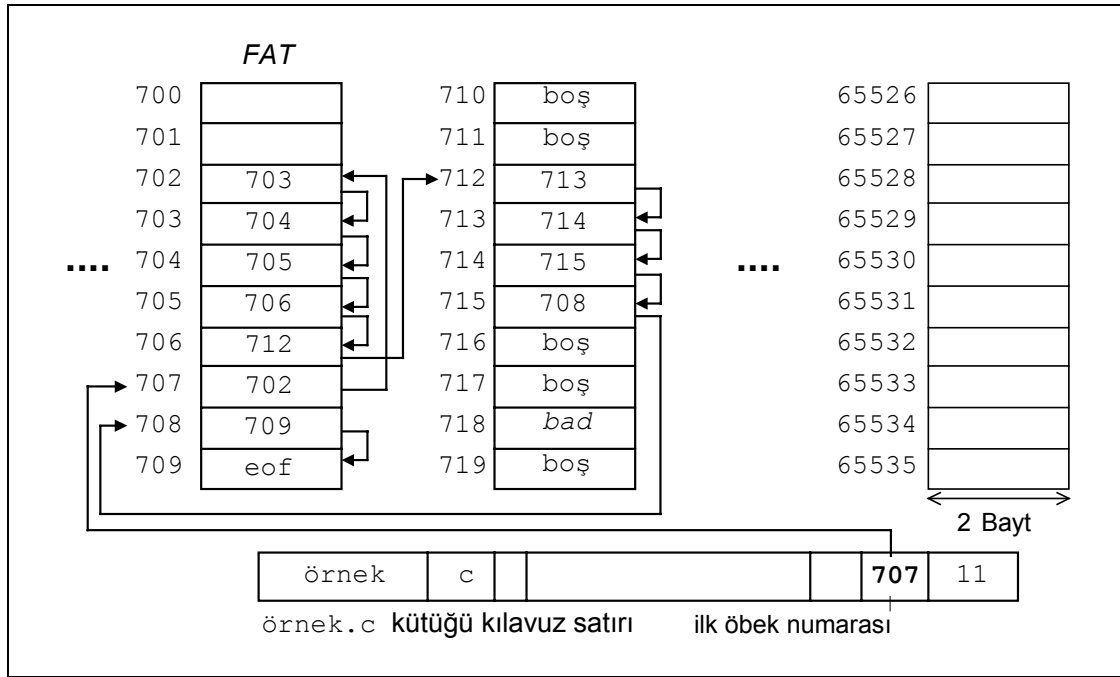 FAT
700 710 boş 65526
701 711 boş 65527
702 703 712 713 65528
703 704 713 714 65529
.... 704 705 714 715 .... 65530
705 706 715 708 65531
706 712 716 boş 65532
707 702 717 boş 65533
708 709 718 bad 65534
709 eof 719 boş 65535
2 Bayt
örnek c 707 11
örnek.c kütüğü kılavuz satırı ilk öbek numarası